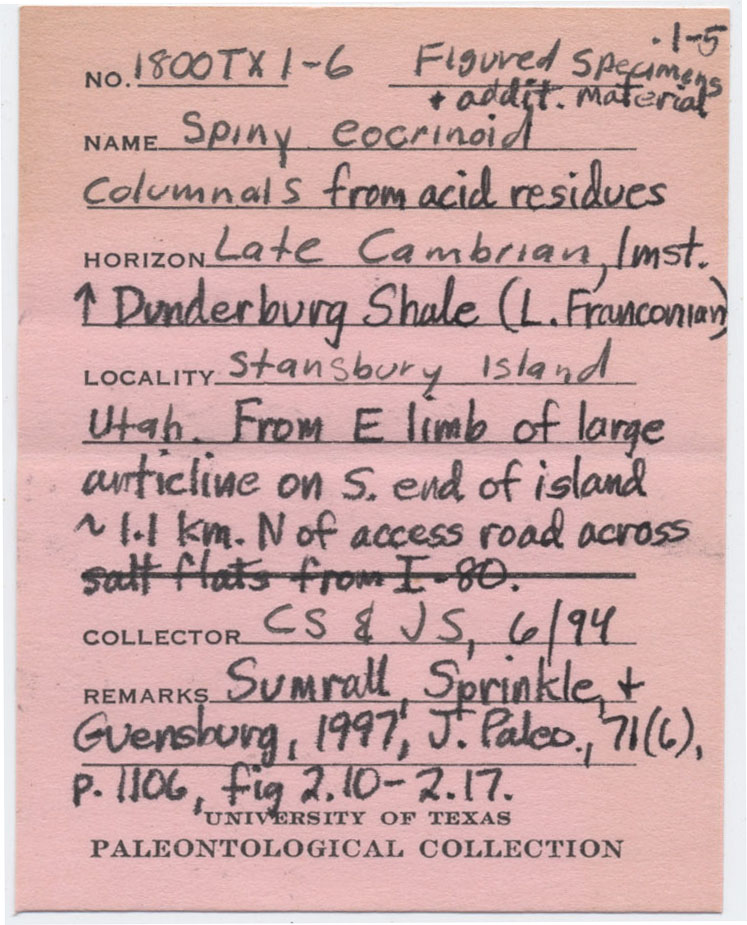 .1-5
NO. 1800TX1-6 Figured Specimens
+ addit. material
NAME Spiny eocrinoid
columnals from acid residues
HORIZON Late Cambrian, lmst.
↑ Dunderburg Shale (L. Franconian)
LOCALITY Stansbury Island
Utah. From E limb of large
anticline on S. end of island
~ 1.1 km. N of access road across
salt flats from I-80.
COLLECTOR CS & JS, 6/94
REMARKS Sumrall, Sprinkle, +
Guensburg, 1997, J. Paleo., 71(6),
p. 1106, fig 2.10-2.17.
UNIVERSITY OF TEXAS
PALEONTOLOGICAL COLLECTION